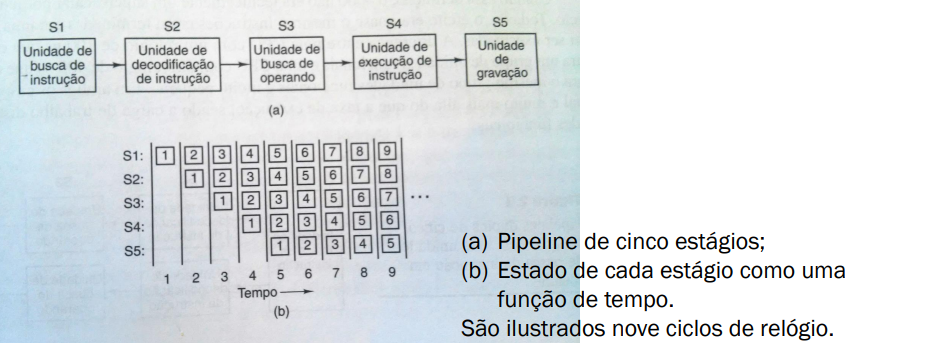 S1 S2 S3 S4 S5
Unidade de busca de instrução
Unidade de decodificação de instrução
Unidade de busca de operando
Unidade de execução de instrução
Unidade de gravação
(a)
S1: 1 2 3 4 5 6 7 8 9
S2: 1 2 3 4 5 6 7 8
S3: 1 2 3 4 5 6 7 ...
S4: 1 2 3 4 5 6
S5: 1 2 3 4 5
1 2 3 4 5 6 7 8 9
Tempo
(b)
(a) Pipeline de cinco estágios;
(b) Estado de cada estágio como uma
função de tempo.
São ilustrados nove ciclos de relógio.